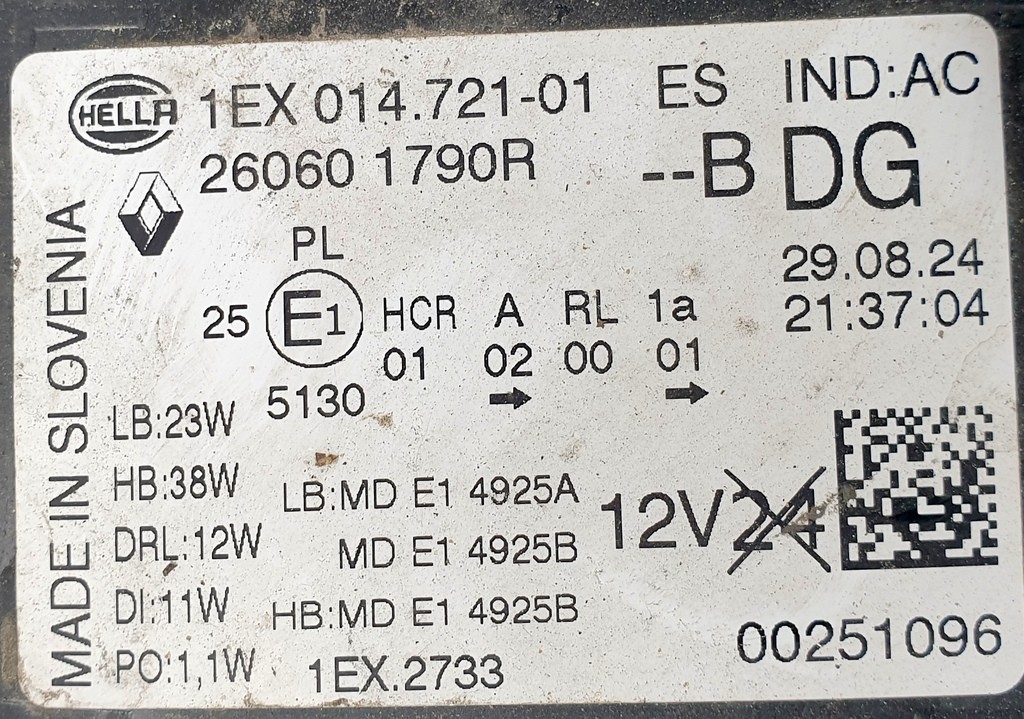 HELLA 1EX 014.721-01 ES IND:AC
26060 1790R --B DG
MADE IN SLOVENIA
PL
29.08.24
21:37:04
25 E1 HCR A RL 1a
01 02 00 01
5130 → →
LB:23W
HB:38W LB:MD E1 4925A
12V 24
DRL:12W MD E1 4925B
DI:11W HB:MD E1 4925B
PO:1,1W 1EX.2733
00251096